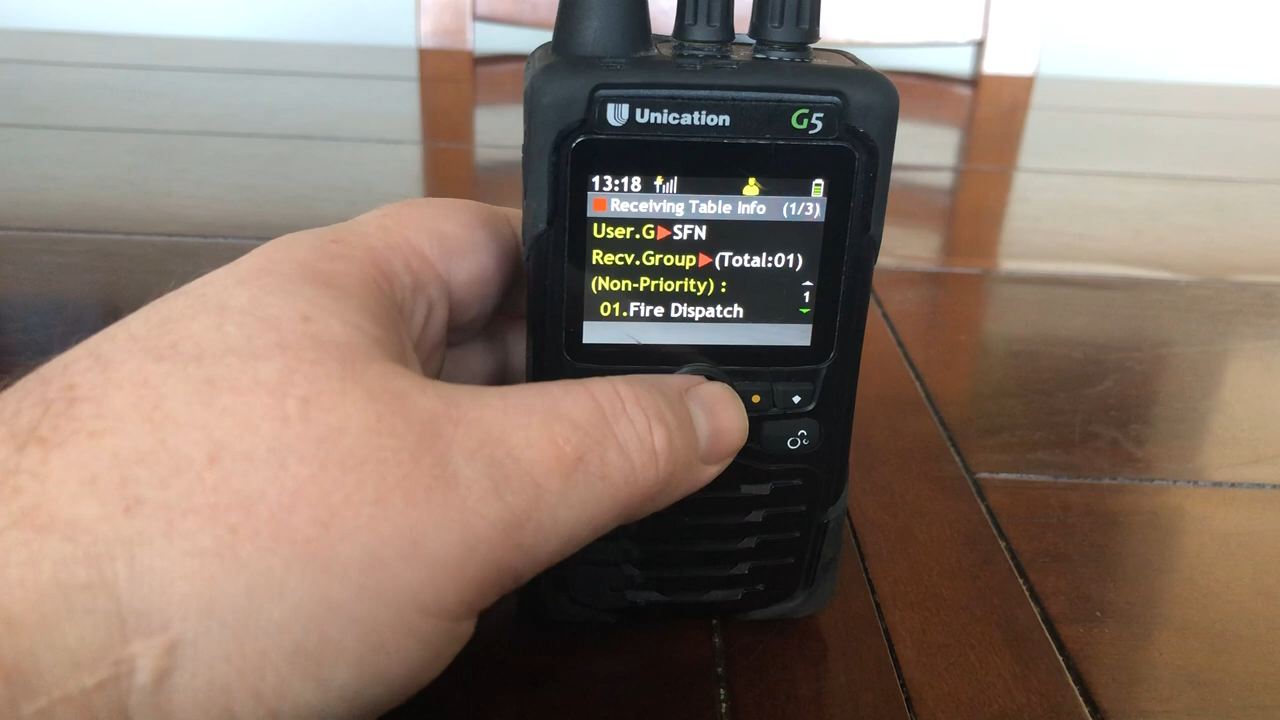 Unication G5
13:18
Receiving Table Info (1/3)
User.G▶SFN
Recv.Group▶(Total:01)
(Non-Priority) :
1
01.Fire Dispatch